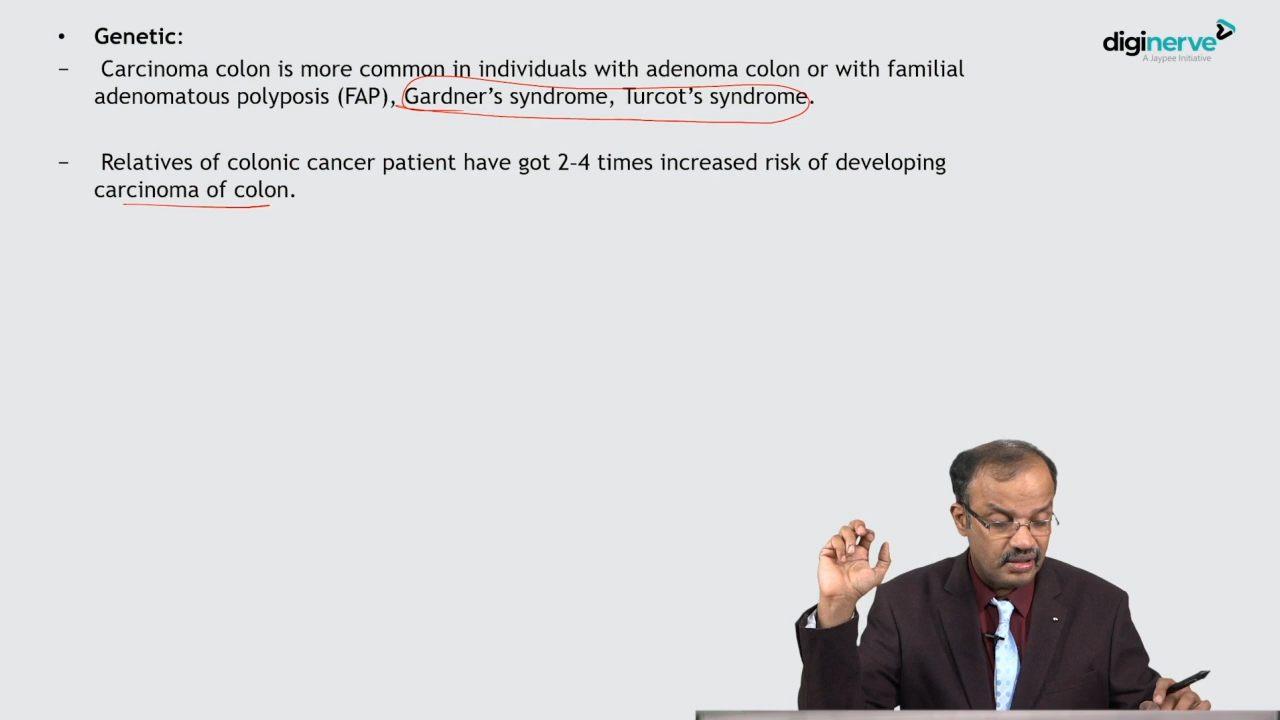 • Genetic:
diginerve
A Jaypee Initiative
– Carcinoma colon is more common in individuals with adenoma colon or with familial
adenomatous polyposis (FAP), Gardner’s syndrome, Turcot’s syndrome.
– Relatives of colonic cancer patient have got 2-4 times increased risk of developing
carcinoma of colon.